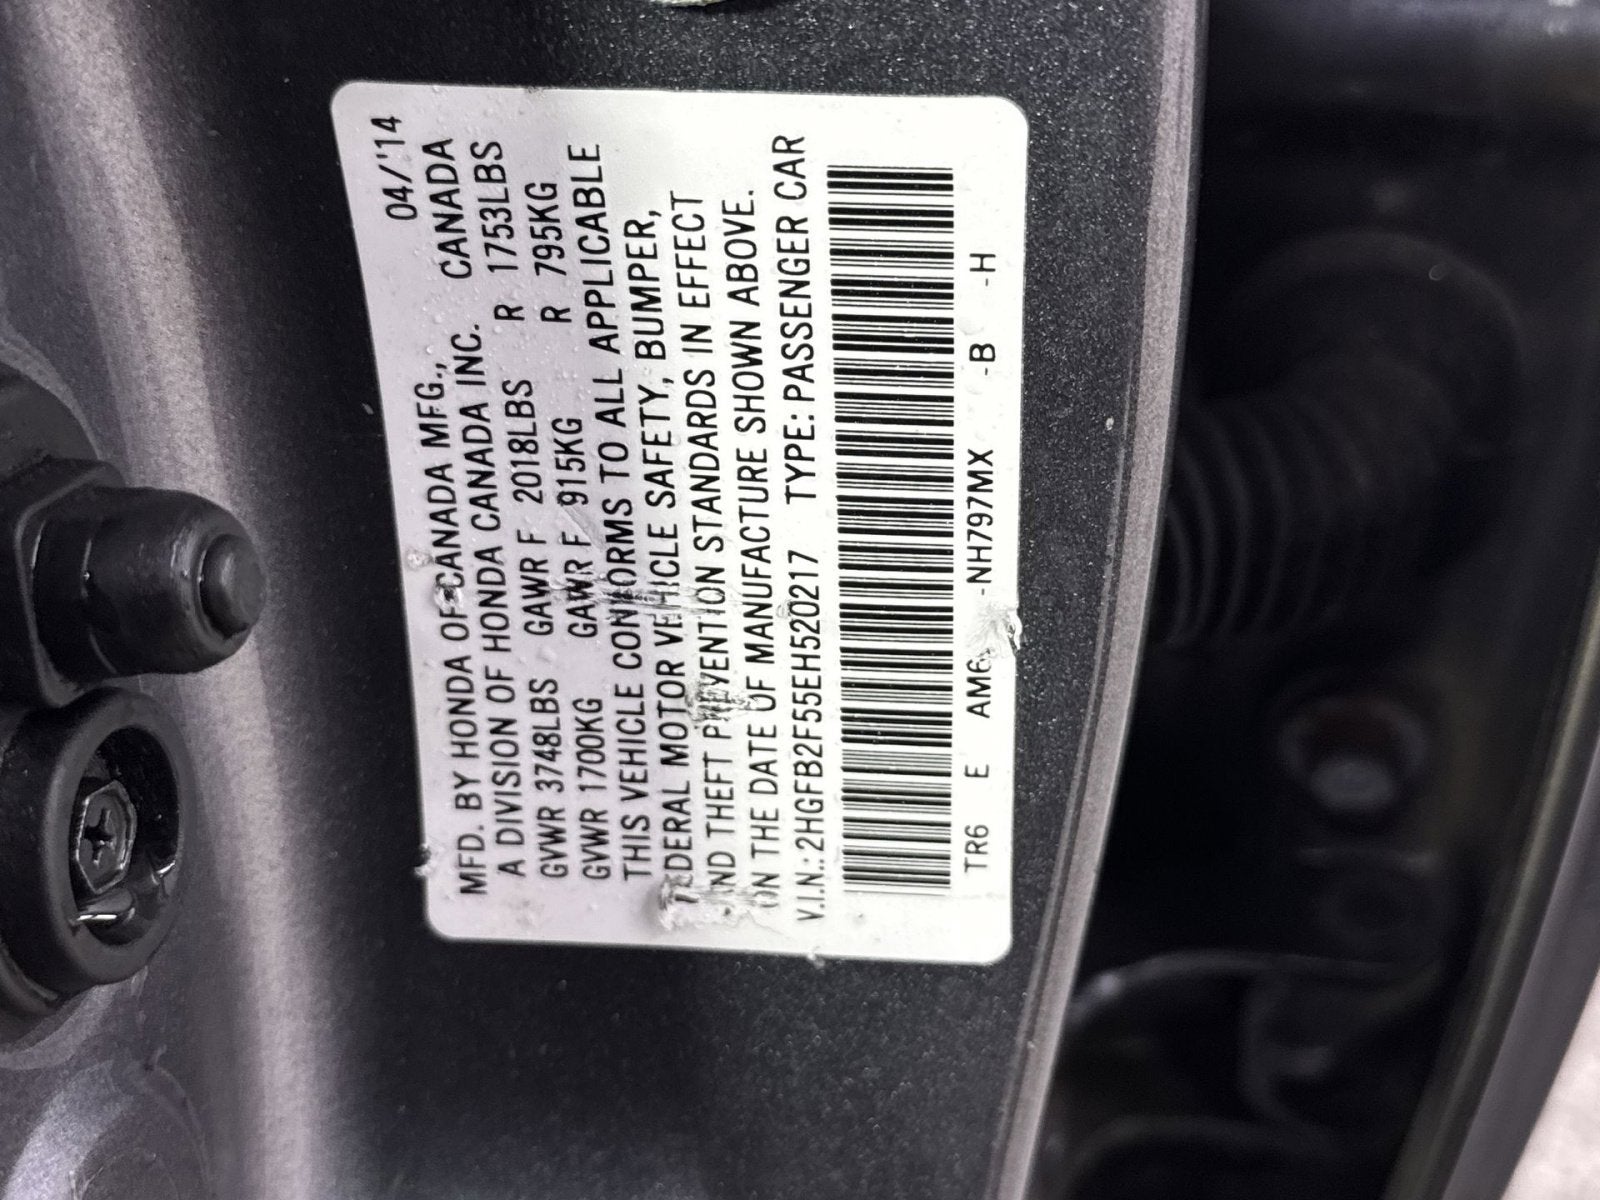 04/'14
MFD. BY HONDA OF CANADA MFG., CANADA
A DIVISION OF HONDA CANADA INC.
GVWR 3748LBS GAWR F 2018LBS R 1753LBS
GVWR 1700KG GAWR F 915KG R 795KG
THIS VEHICLE CONFORMS TO ALL APPLICABLE
FEDERAL MOTOR VEHICLE SAFETY, BUMPER,
AND THEFT PREVENTION STANDARDS IN EFFECT
ON THE DATE OF MANUFACTURE SHOWN ABOVE.
V.I.N.: 2HGFB2F55EH520217 TYPE: PASSENGER CAR
TR6 E AM6 -NH797MX -B -H